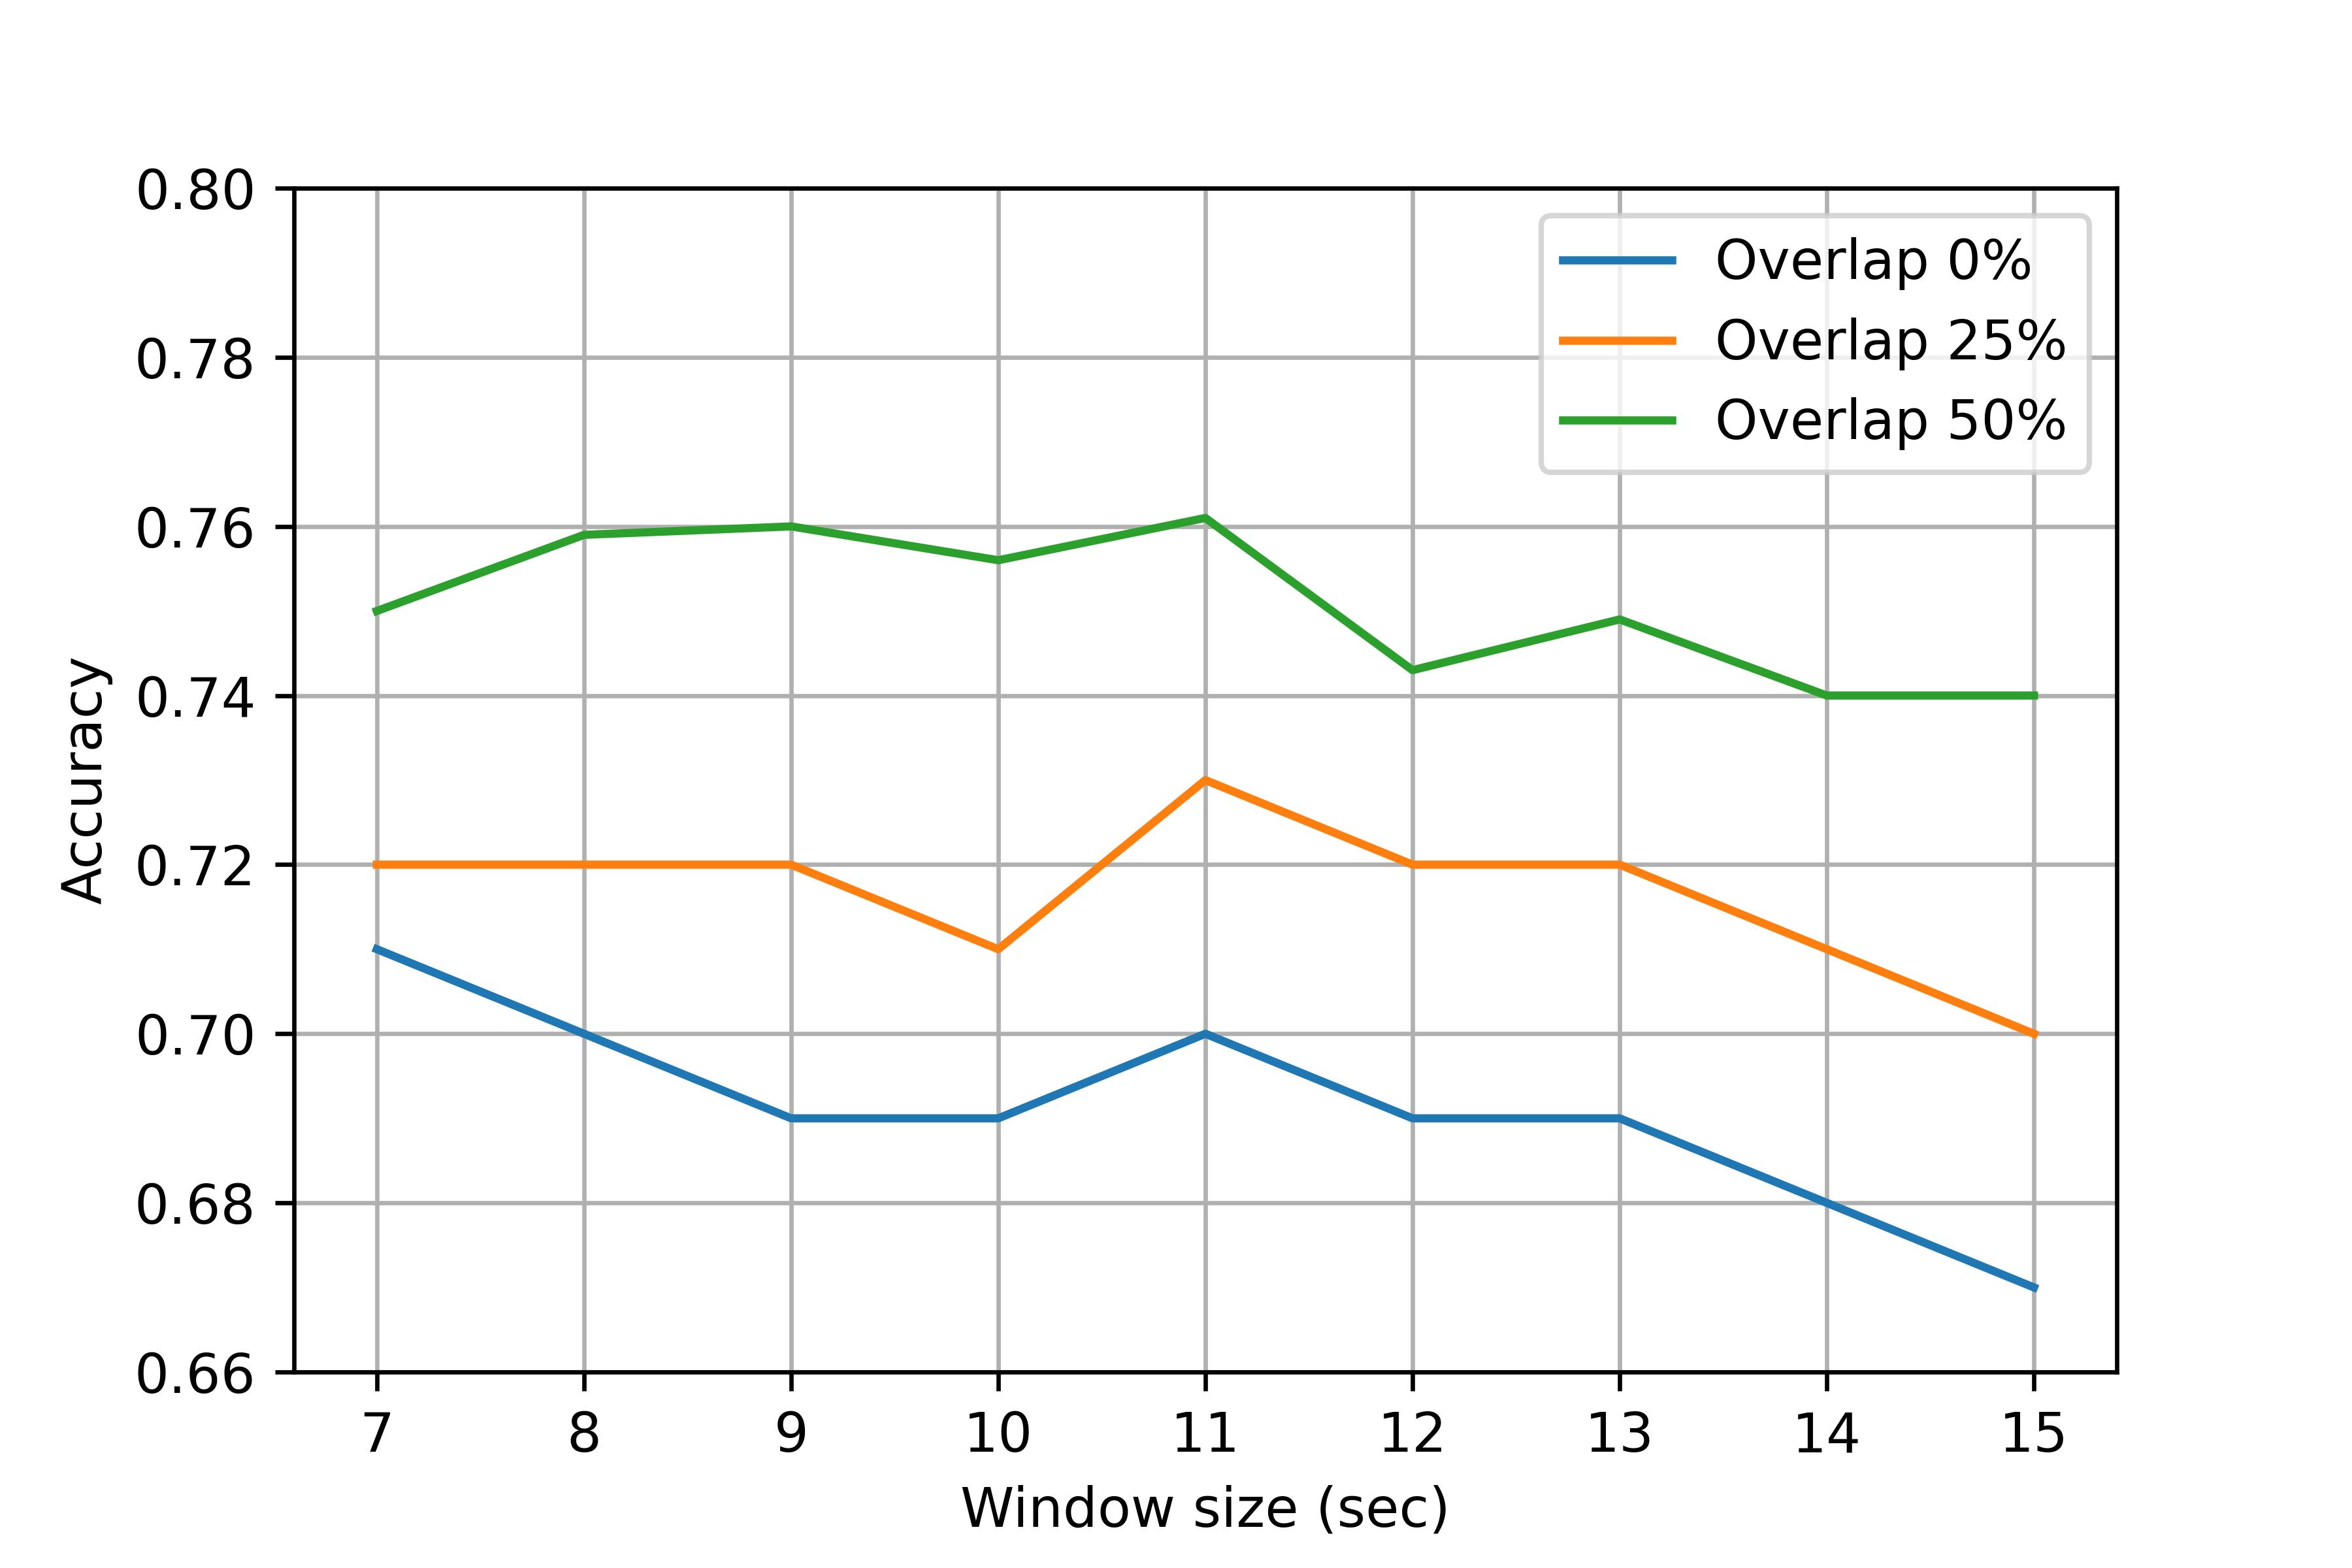 0.80
0.78
0.76
0.74
0.72
0.70
0.68
0.66
Accuracy
Overlap 0%
Overlap 25%
Overlap 50%
7 8 9 10 11 12 13 14 15
Window size (sec)